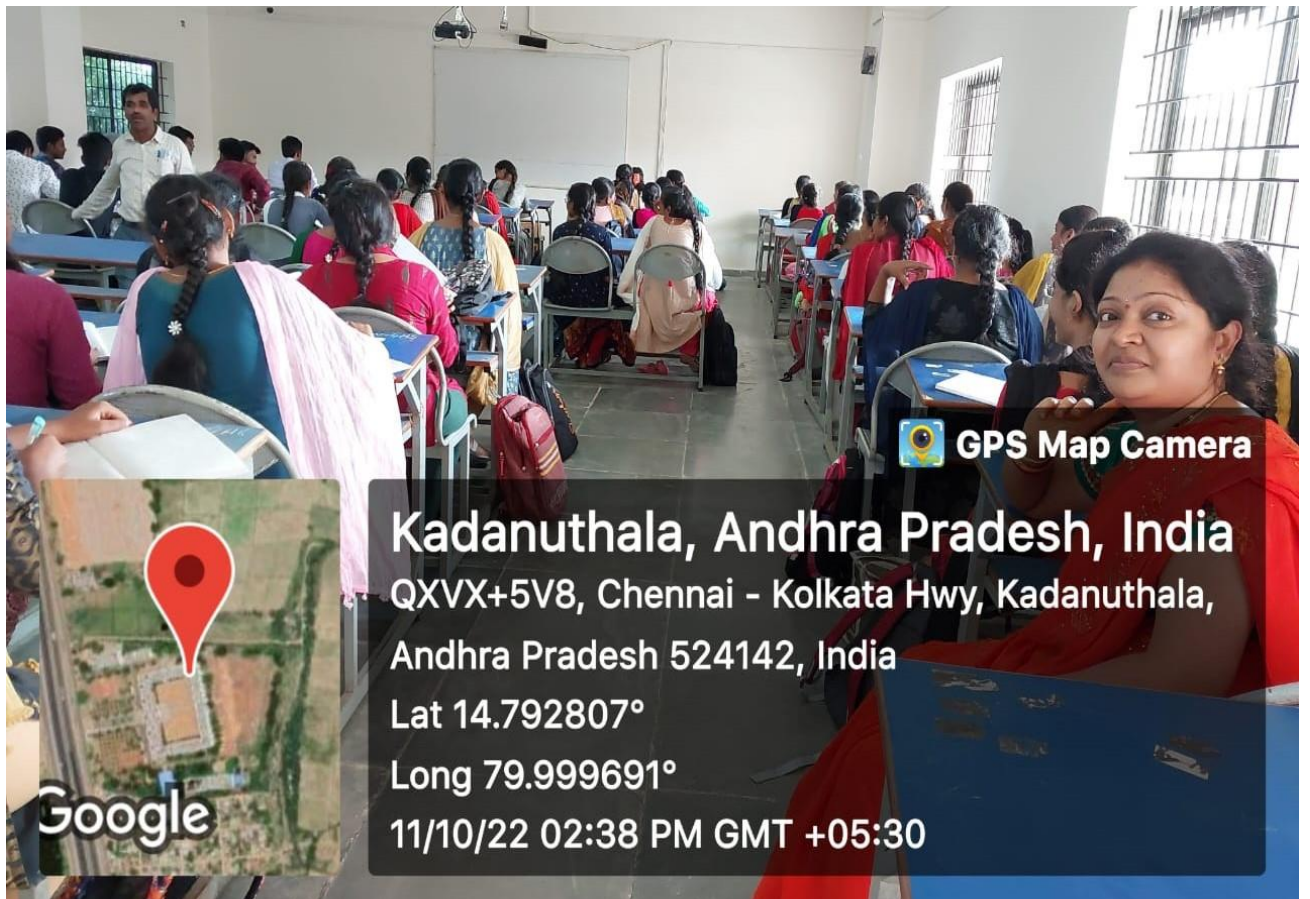 GPS Map Camera
Kadanuthala, Andhra Pradesh, India
QXVX+5V8, Chennai - Kolkata Hwy, Kadanuthala,
Andhra Pradesh 524142, India
Lat 14.792807°
Long 79.999691°
11/10/22 02:38 PM GMT +05:30
Google